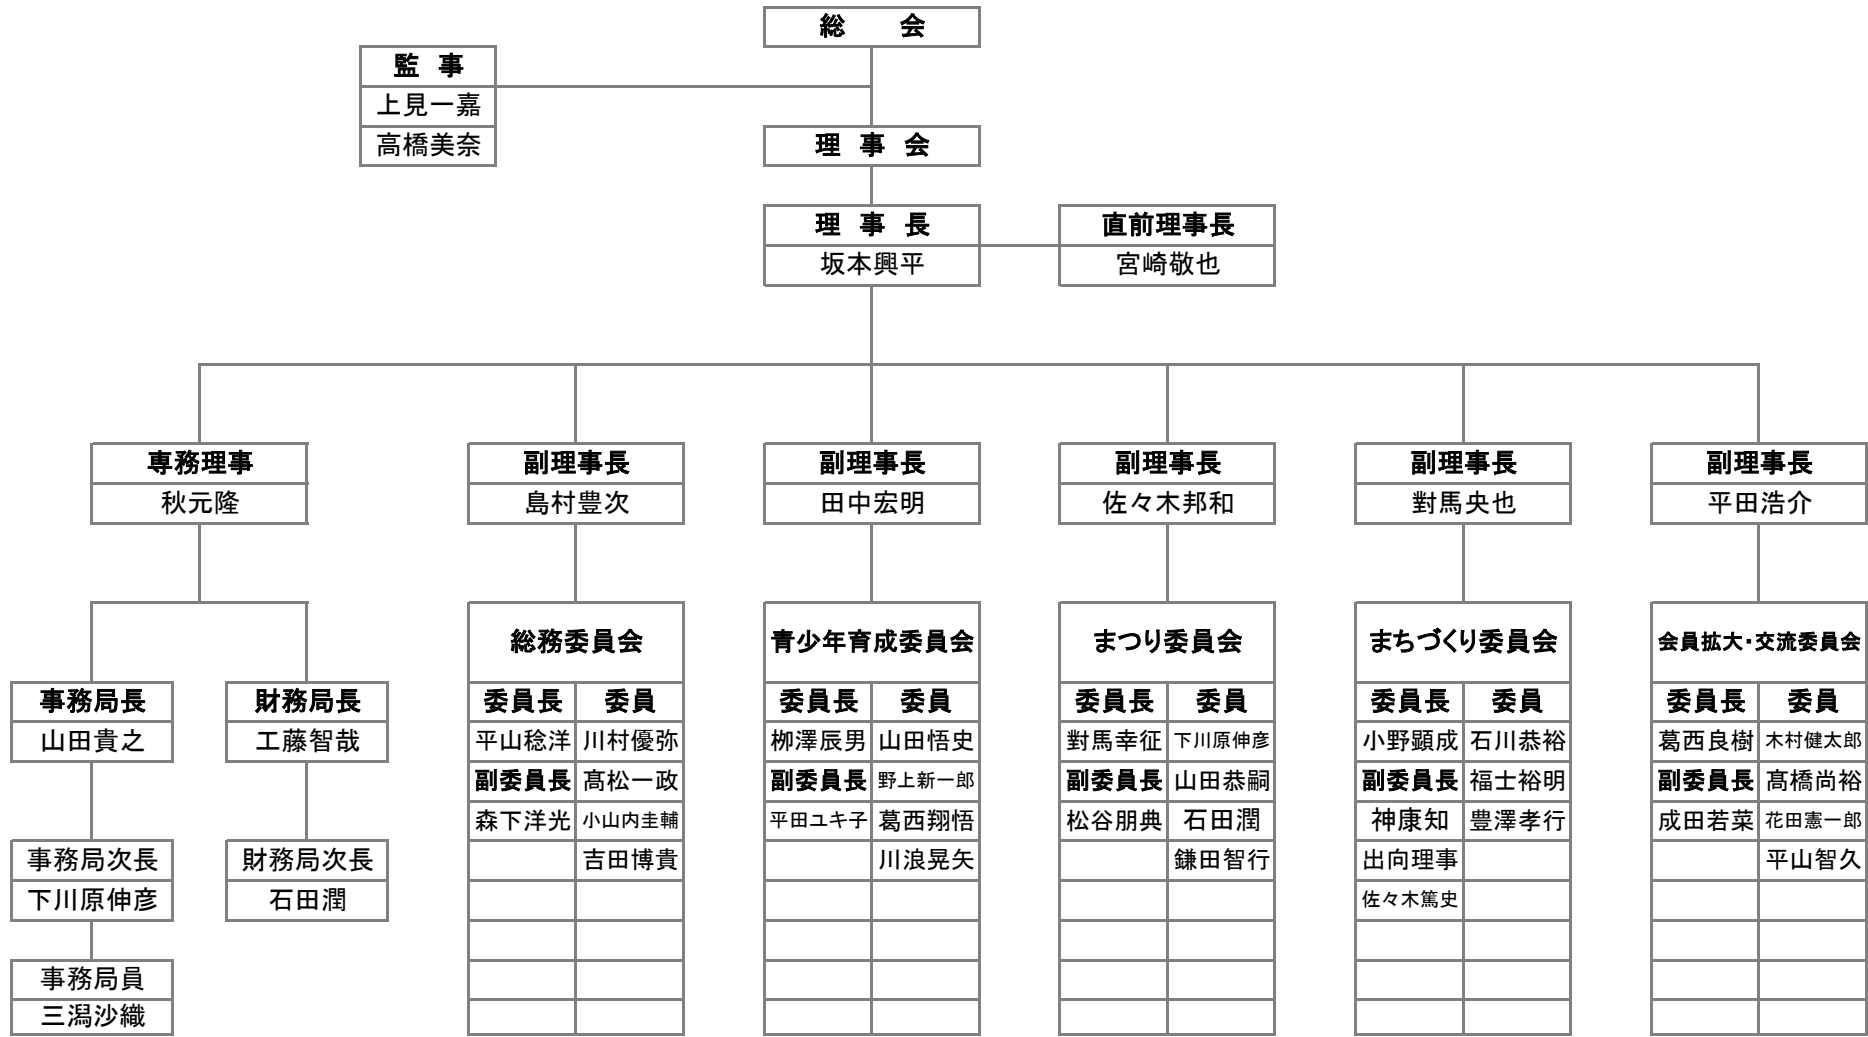 総　会
監　事
上見一嘉
高橋美奈
理　事　会
理　事　長
坂本興平
直前理事長
宮崎敬也
専務理事
秋元隆
副理事長
島村豊次
副理事長
田中宏明
副理事長
佐々木邦和
副理事長
對馬央也
副理事長
平田浩介
事務局長
山田貴之
事務局次長
下川原伸彦
事務局員
三潟沙織
財務局長
工藤智哉
財務局次長
石田潤
総務委員会
委員長 委員
平山稔洋 川村優弥
副委員長 髙松一政
森下洋光 小山内圭輔
吉田博貴
青少年育成委員会
委員長 委員
栁澤辰男 山田悟史
副委員長 野上新一郎
平田ユキ子 葛西翔悟
川浪晃矢
まつり委員会
委員長 委員
對馬幸征 下川原伸彦
副委員長 山田恭嗣
松谷朋典 石田潤
鎌田智行
まちづくり委員会
委員長 委員
小野顕成 石川恭裕
副委員長 福士裕明
神康知 豊澤孝行
出向理事
佐々木篤史
会員拡大・交流委員会
委員長 委員
葛西良樹 木村健太郎
副委員長 髙橋尚裕
成田若菜 花田憲一郎
平山智久